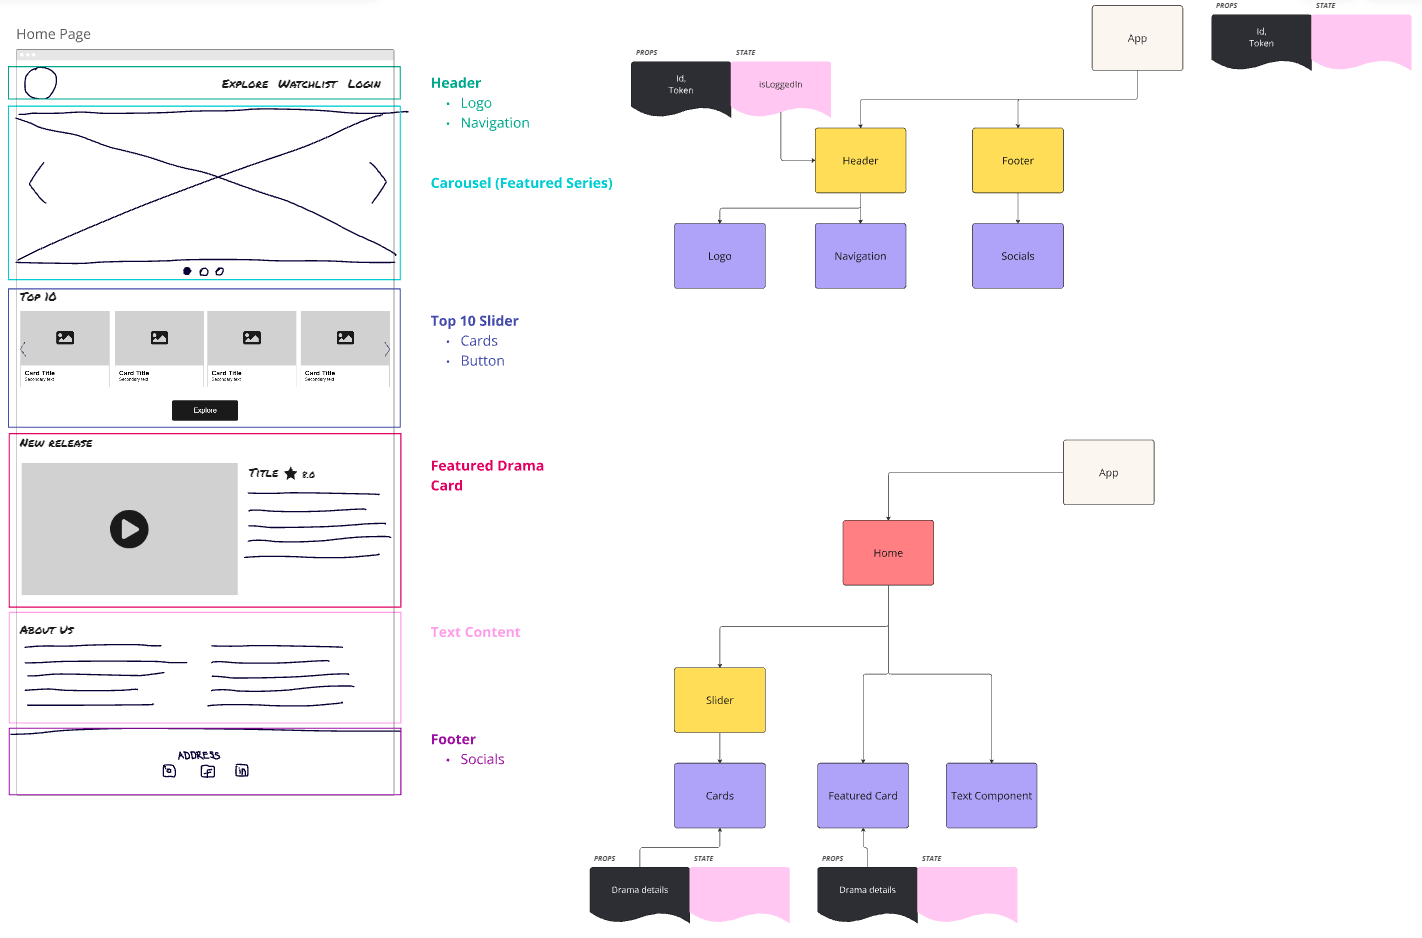 Home Page
EXPLORE WATCHLIST LOGIN
TOP 10
Card Title
Secondary text
Card Title
Secondary text
Card Title
Secondary text
Card Title
Secondary text
Explore
NEW RELEASE
TITLE 8.0
ABOUT US
ADDRESS
f
in
Header
• Logo
• Navigation
Carousel (Featured Series)
Top 10 Slider
• Cards
• Button
Featured Drama
Card
Text Content
Footer
• Socials
PROPS
STATE
Id,
Token
isLoggedIn
App
PROPS
STATE
Id,
Token
Header
Footer
Logo
Navigation
Socials
App
Home
Slider
Cards
Featured Card
Text Component
PROPS
STATE
Drama details
PROPS
STATE
Drama details